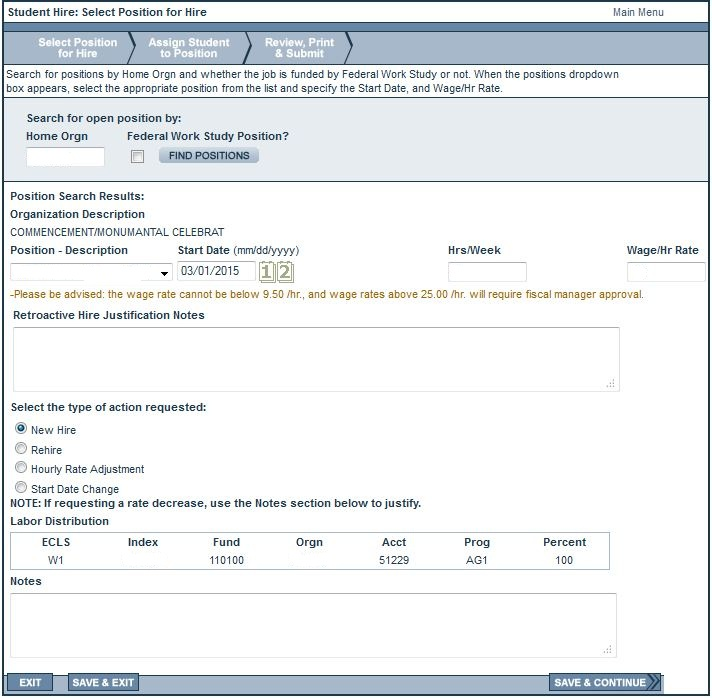 Student Hire: Select Position for Hire Main Menu
Select Position for Hire
Assign Student to Position
Review, Print & Submit
Search for positions by Home Orgn and whether the job is funded by Federal Work Study or not. When the positions dropdown
box appears, select the appropriate position from the list and specify the Start Date, and Wage/Hr Rate.
Search for open position by:
Home Orgn Federal Work Study Position?
FIND POSITIONS
Position Search Results:
Organization Description
COMMENCEMENT/MONUMANTAL CELEBRAT
Position - Description Start Date (mm/dd/yyyy) Hrs/Week Wage/Hr Rate
03/01/2015 12
-Please be advised: the wage rate cannot be below 9.50 /hr., and wage rates above 25.00 /hr. will require fiscal manager approval.
Retroactive Hire Justification Notes
Select the type of action requested:
New Hire
Rehire
Hourly Rate Adjustment
Start Date Change
NOTE: If requesting a rate decrease, use the Notes section below to justify.
Labor Distribution
ECLS Index Fund Orgn Acct Prog Percent
W1 110100 51229 AG1 100
Notes
EXIT SAVE & EXIT SAVE & CONTINUE